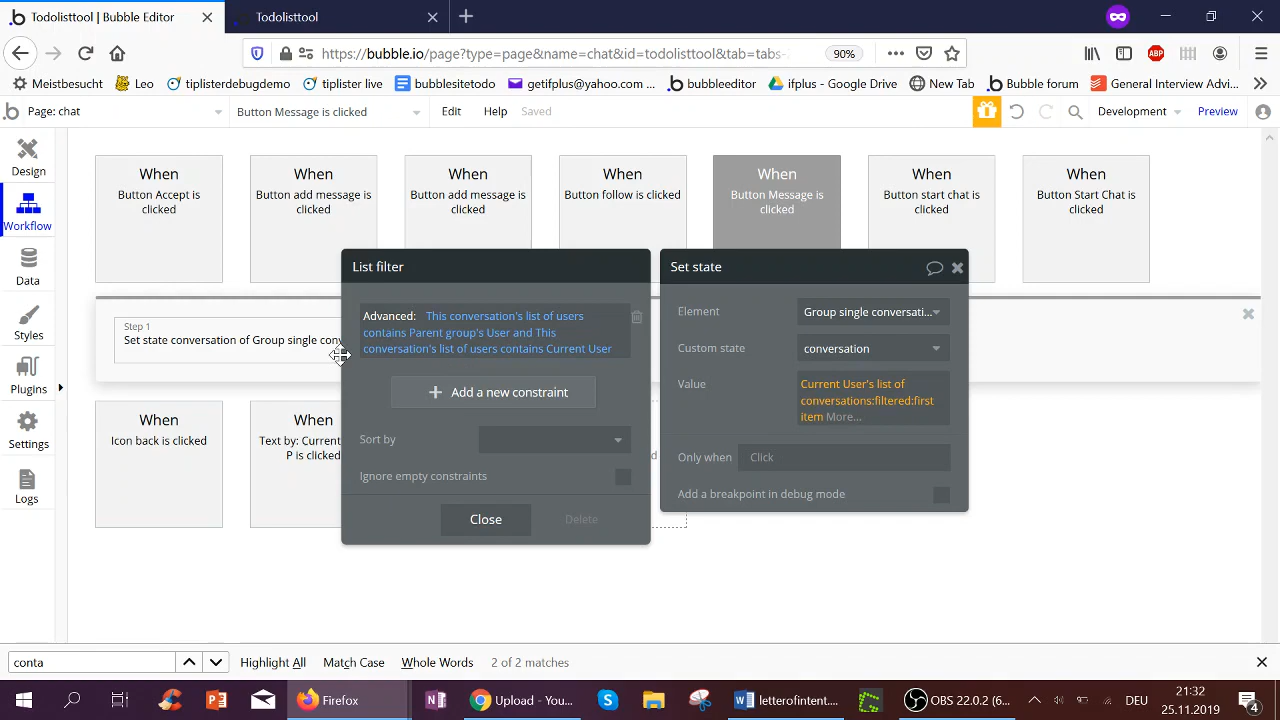 Todolisttool | Bubble Editor
Todolisttool
https://bubble.io/page?type=page&name=chat&id=todolisttool&tab=tabs-
90%
Meistbesucht
Leo
tiplisterdebugdemo
tiplister live
bubblesitetodo
getifplus@yahoo.com ...
bubbleeditor
ifplus - Google Drive
New Tab
Bubble forum
General Interview Advi...
Page: chat
Button Message is clicked
Edit
Help
Saved
Development
Preview
Design
Workflow
Data
Styles
Plugins
Settings
Logs
When
Button Accept is
clicked
When
Button add message is
clicked
When
Button add message is
clicked
When
Button follow is clicked
When
Button Message is
clicked
When
Button start chat is
clicked
When
Button Start Chat is
clicked
Step 1
Set state conversation of Group single conv
When
Icon back is clicked
When
Text by: Current
P is clicked
List filter
Advanced: This conversation's list of users
contains Parent group's User and This
conversation's list of users contains Current User
Add a new constraint
Sort by
Ignore empty constraints
Close
Delete
Set state
Element
Group single conversati...
Custom state
conversation
Value
Current User's list of
conversations:filtered:first
item More...
Only when
Click
Add a breakpoint in debug mode
conta
Highlight All
Match Case
Whole Words
2 of 2 matches
Firefox
Upload - YouTube...
letterofintent....
OBS 22.0.2 (6...
DEU
21:32
25.11.2019
4